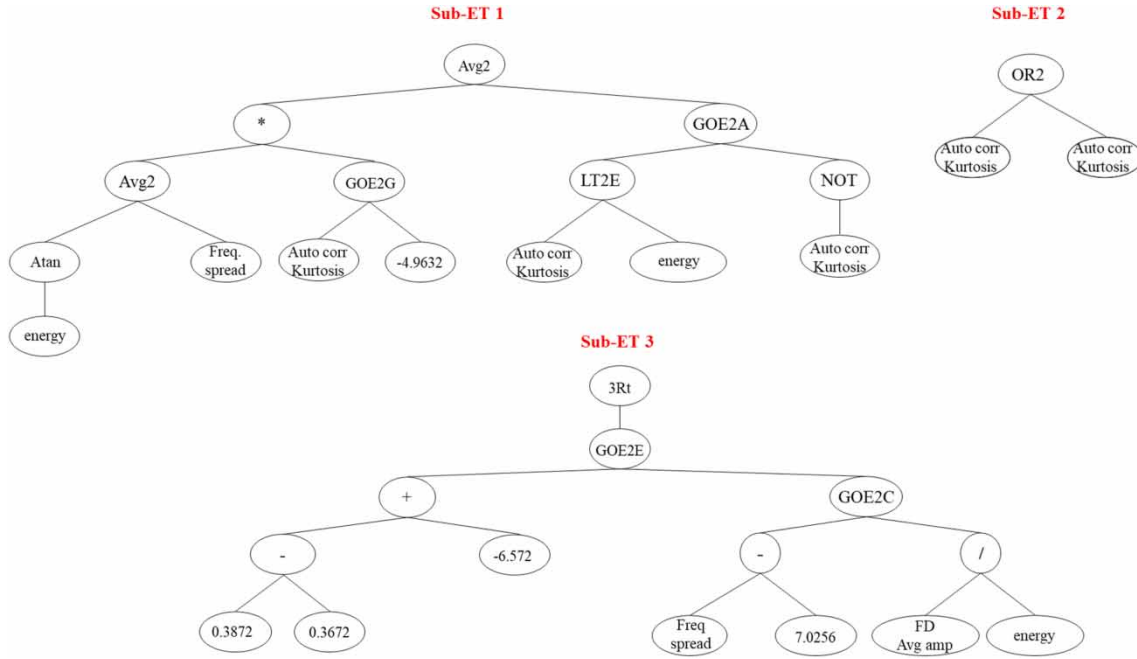 Sub-ET 1
Avg2
*
GOE2A
Avg2
GOE2G
LT2E
NOT
Atan
Freq.
spread
Auto corr
Kurtosis
-4.9632
Auto corr
Kurtosis
energy
Auto corr
Kurtosis
energy
Sub-ET 2
OR2
Auto corr
Kurtosis
Auto corr
Kurtosis
Sub-ET 3
3Rt
GOE2E
+
GOE2C
-
-6.572
-
/
0.3872
0.3672
Freq
spread
7.0256
FD
Avg amp
energy